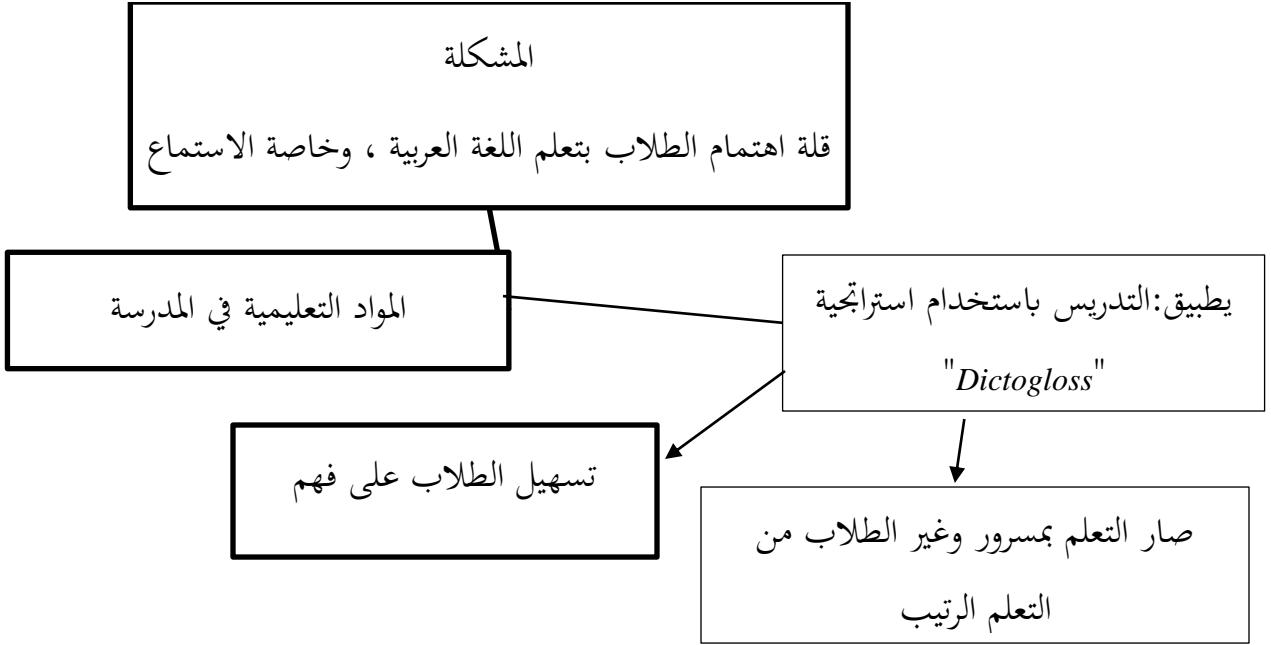 المشكلة
قلة اهتمام الطلاب بتعلم اللغة العربية ، وخاصة الاستماع
يطبيق:التدريس باستخدام استراتجية
"Dictogloss"
المواد التعليمية في المدرسة
تسهيل الطلاب على فهم
صار التعلم بمسرور وغير الطلاب من
التعلم الرتيب